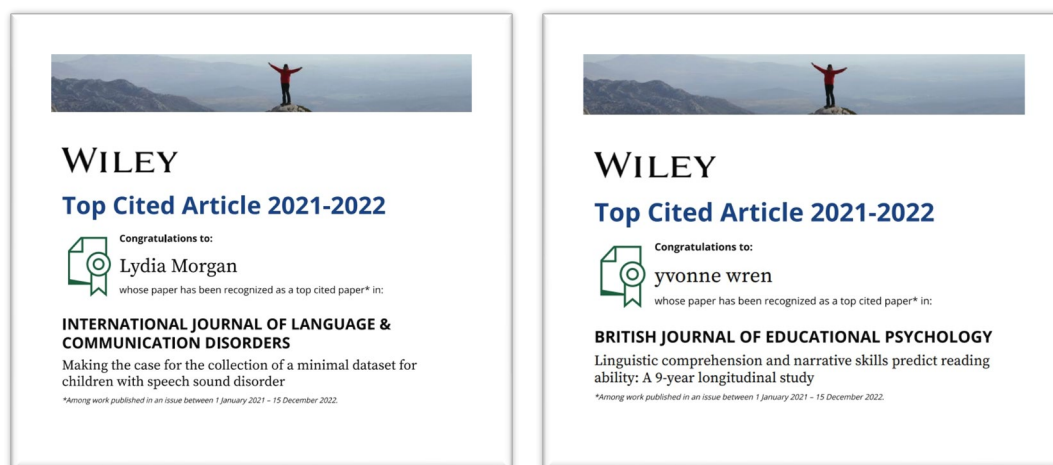 WILEY
Top Cited Article 2021-2022
Congratulations to:
Lydia Morgan
whose paper has been recognized as a top cited paper* in:
INTERNATIONAL JOURNAL OF LANGUAGE &
COMMUNICATION DISORDERS
Making the case for the collection of a minimal dataset for
children with speech sound disorder
*Among work published in an issue between 1 January 2021 – 15 December 2022.
WILEY
Top Cited Article 2021-2022
Congratulations to:
yvonne wren
whose paper has been recognized as a top cited paper* in:
BRITISH JOURNAL OF EDUCATIONAL PSYCHOLOGY
Linguistic comprehension and narrative skills predict reading
ability: A 9-year longitudinal study
*Among work published in an issue between 1 January 2021 – 15 December 2022.